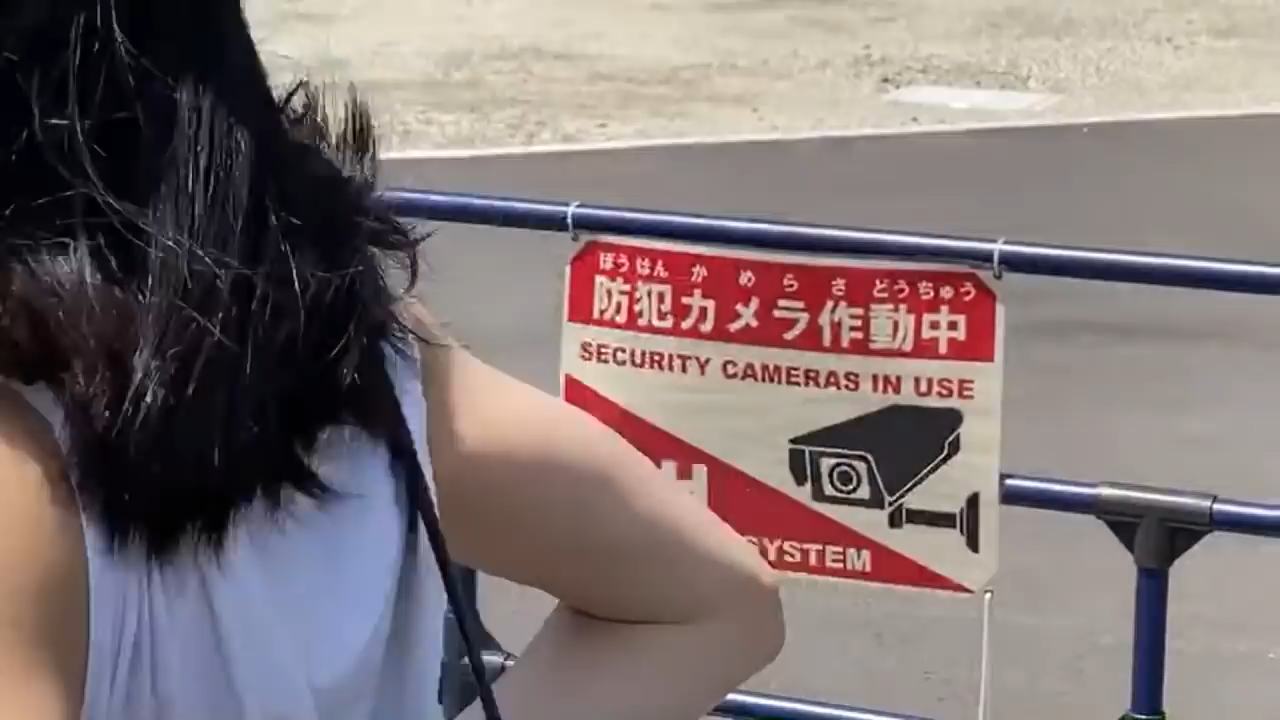 ぼうはん か め ら さ どう ちゅう
防犯カメラ作動中
SECURITY CAMERAS IN USE
SYSTEM